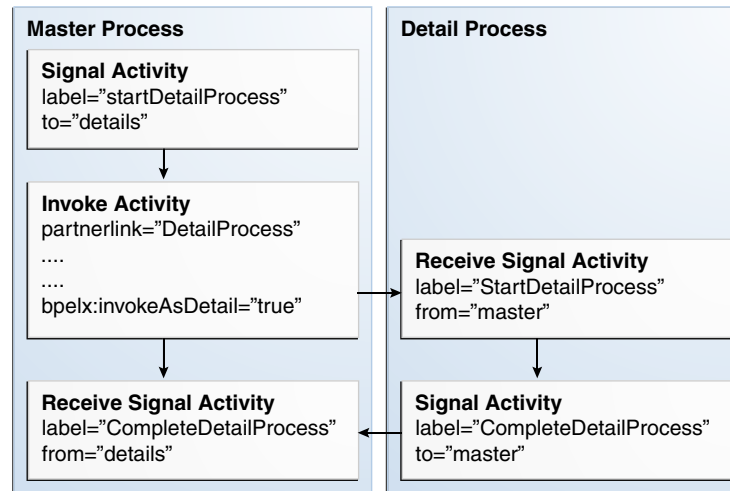 Master Process
Signal Activity
label=”startDetailProcess”
to=”details”
Invoke Activity
partnerlink=”DetailProcess”
....
....
bpelx:invokeAsDetail=”true”
Receive Signal Activity
label=”CompleteDetailProcess”
from=”details”
Detail Process
Receive Signal Activity
label=”StartDetailProcess”
from=”master”
Signal Activity
label=”CompleteDetailProcess”
to=”master”